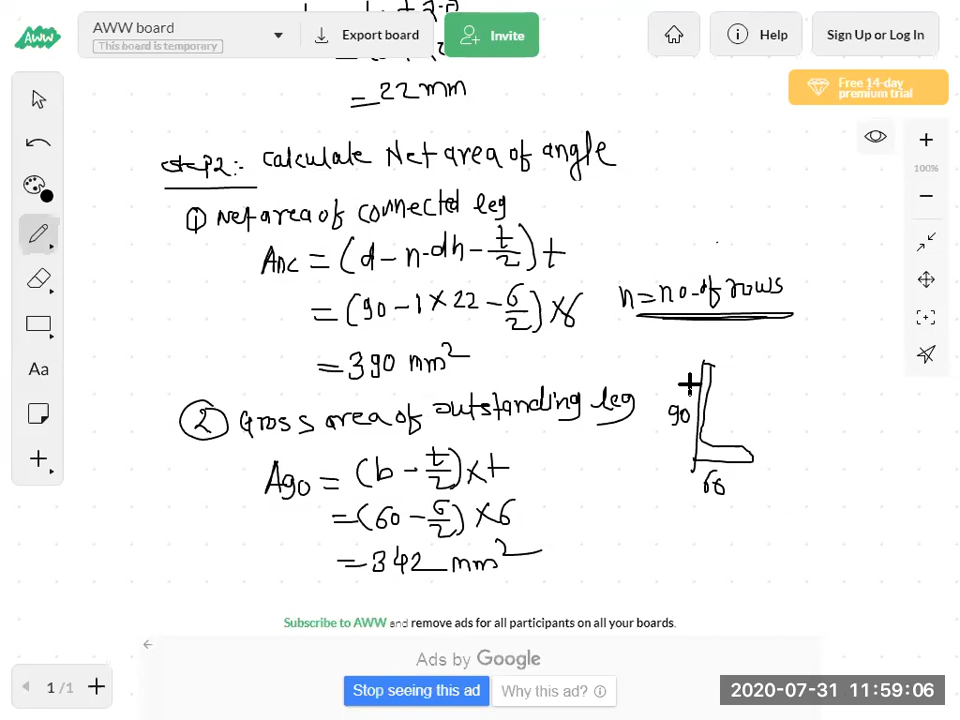 AWW board
This board is temporary
Export board
Invite
Help
Sign Up or Log In
AWW
Free 14-day
premium trial
= 22 mm
Step2:- Calculate Net area of angle
① Net area of connected leg
Anc = (d - n·dh - t/2) t
= (90 - 1 × 22 - 6/2) × 6
n = no. of rows
= 390 mm²
② Gross area of outstanding leg
90
Ago = (b - t/2) × t
60
= (60 - 6/2) × 6
= 342 mm²
100%
Aa
Subscribe to AWW and remove ads for all participants on all your boards.
Ads by Google
Stop seeing this ad
Why this ad?
1 / 1
2020-07-31 11:59:06